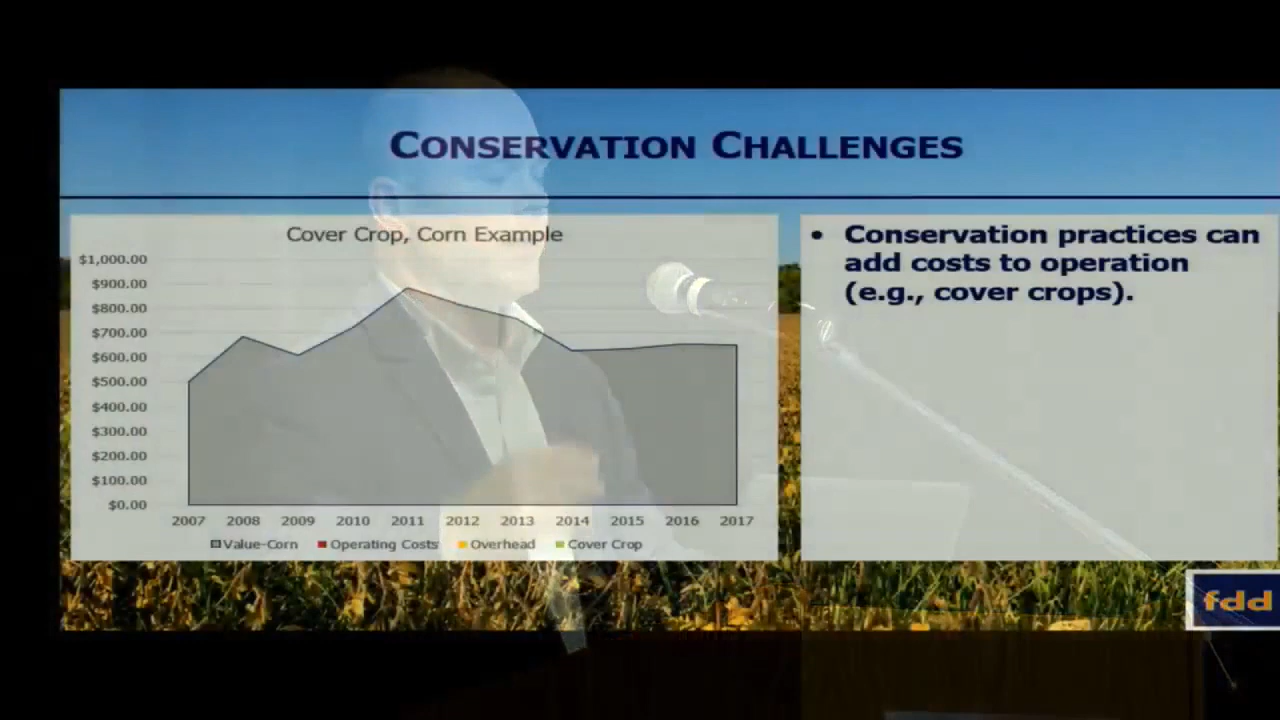 CONSERVATION CHALLENGES
Cover Crop, Corn Example
$1,000.00
$900.00
$800.00
$700.00
$600.00
$500.00
$400.00
$300.00
$200.00
$100.00
$0.00
2007 2008 2009 2010 2011 2012 2013 2014 2015 2016 2017
Value-Corn Operating Costs Overhead Cover Crop
• Conservation practices can
add costs to operation
(e.g., cover crops).
fdd